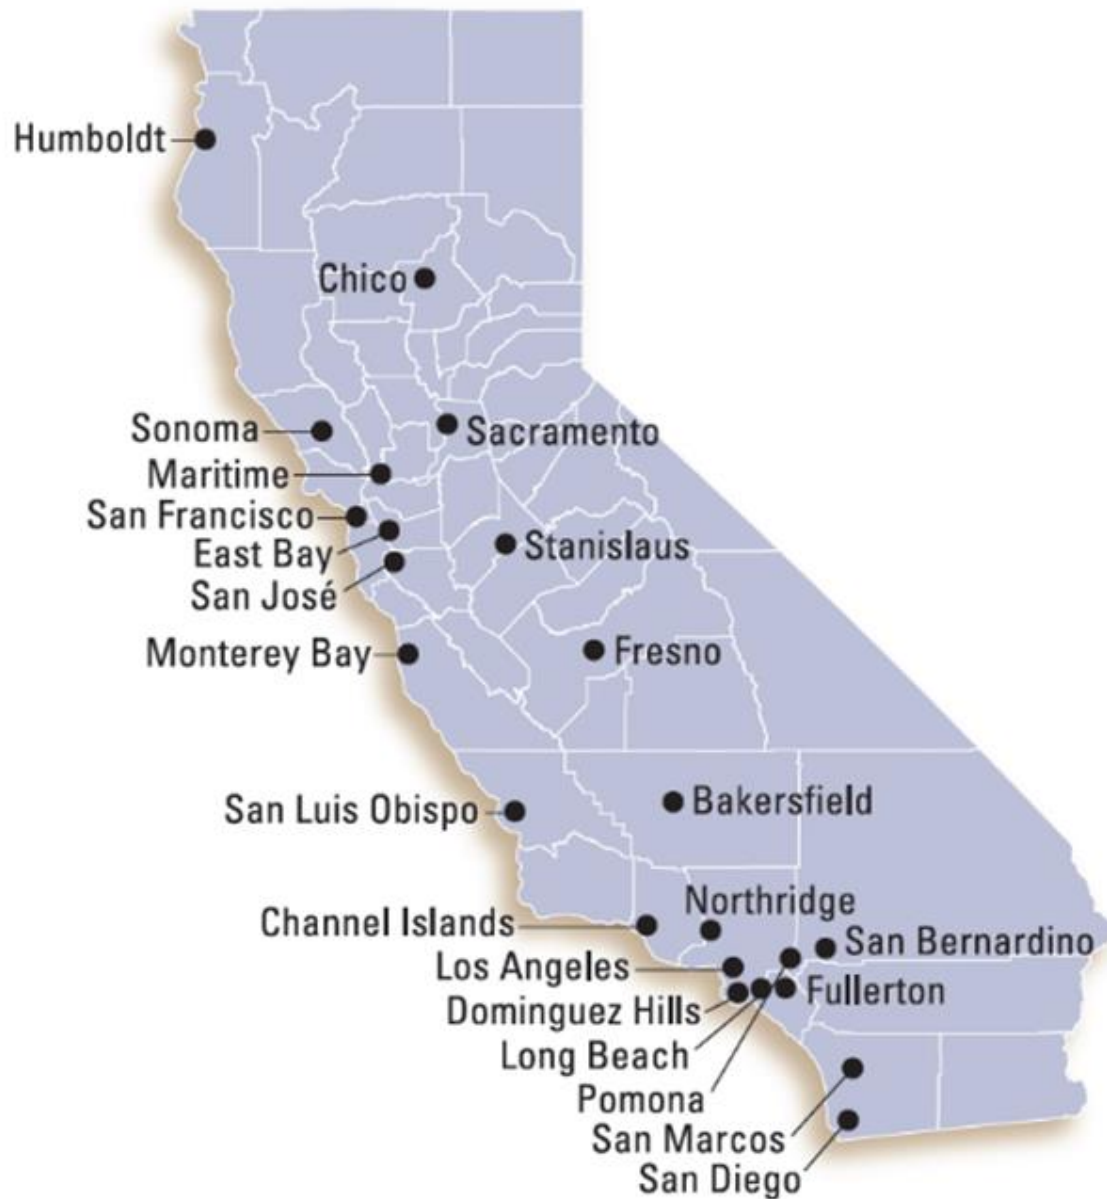 Humboldt
Chico
Sonoma
Sacramento
Maritime
San Francisco
East Bay
Stanislaus
San José
Monterey Bay
Fresno
San Luis Obispo
Bakersfield
Northridge
Channel Islands
San Bernardino
Los Angeles
Fullerton
Dominguez Hills
Long Beach
Pomona
San Marcos
San Diego